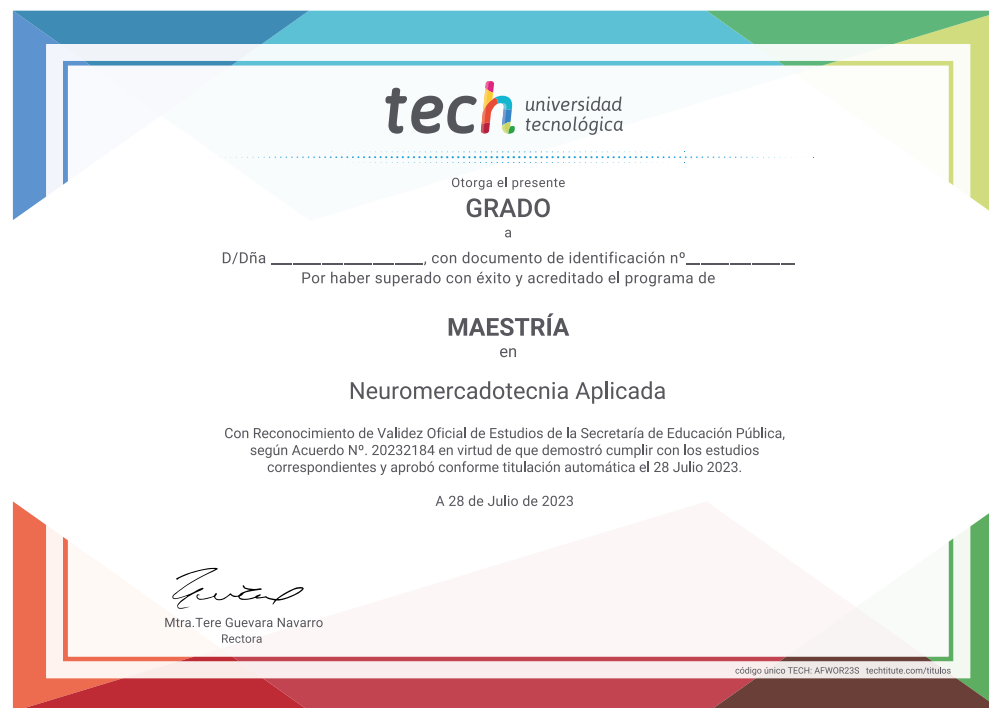 tech universidad
tecnológica
Otorga el presente
GRADO
a
D/Dña ____________________, con documento de identificación nº______________
Por haber superado con éxito y acreditado el programa de
MAESTRÍA
en
Neuromercadotecnia Aplicada
Con Reconocimiento de Validez Oficial de Estudios de la Secretaría de Educación Pública,
según Acuerdo Nº. 20232184 en virtud de que demostró cumplir con los estudios
correspondientes y aprobó conforme titulación automática el 28 Julio 2023.
A 28 de Julio de 2023
Mtra.Tere Guevara Navarro
Rectora
código único TECH: AFWOR23S techtitute.com/titulos